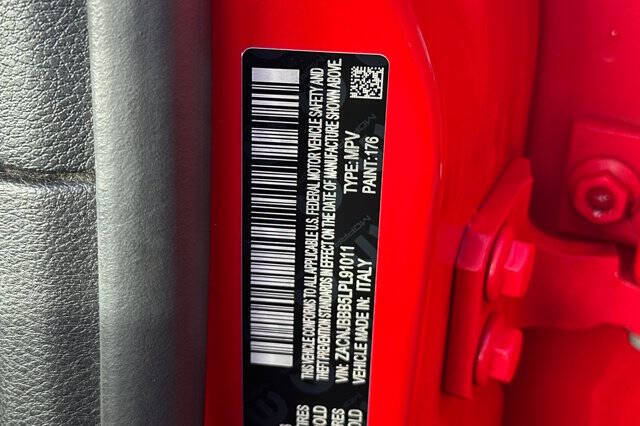 THIS VEHICLE CONFORMS TO ALL APPLICABLE U.S. FEDERAL MOTOR VEHICLE SAFETY AND
THEFT PREVENTION STANDARDS IN EFFECT ON THE DATE OF MANUFACTURE SHOWN ABOVE.
VIN: ZACNJBBB5LPL91011 TYPE: MPV
VEHICLE MADE IN: ITALY PAINT: 176